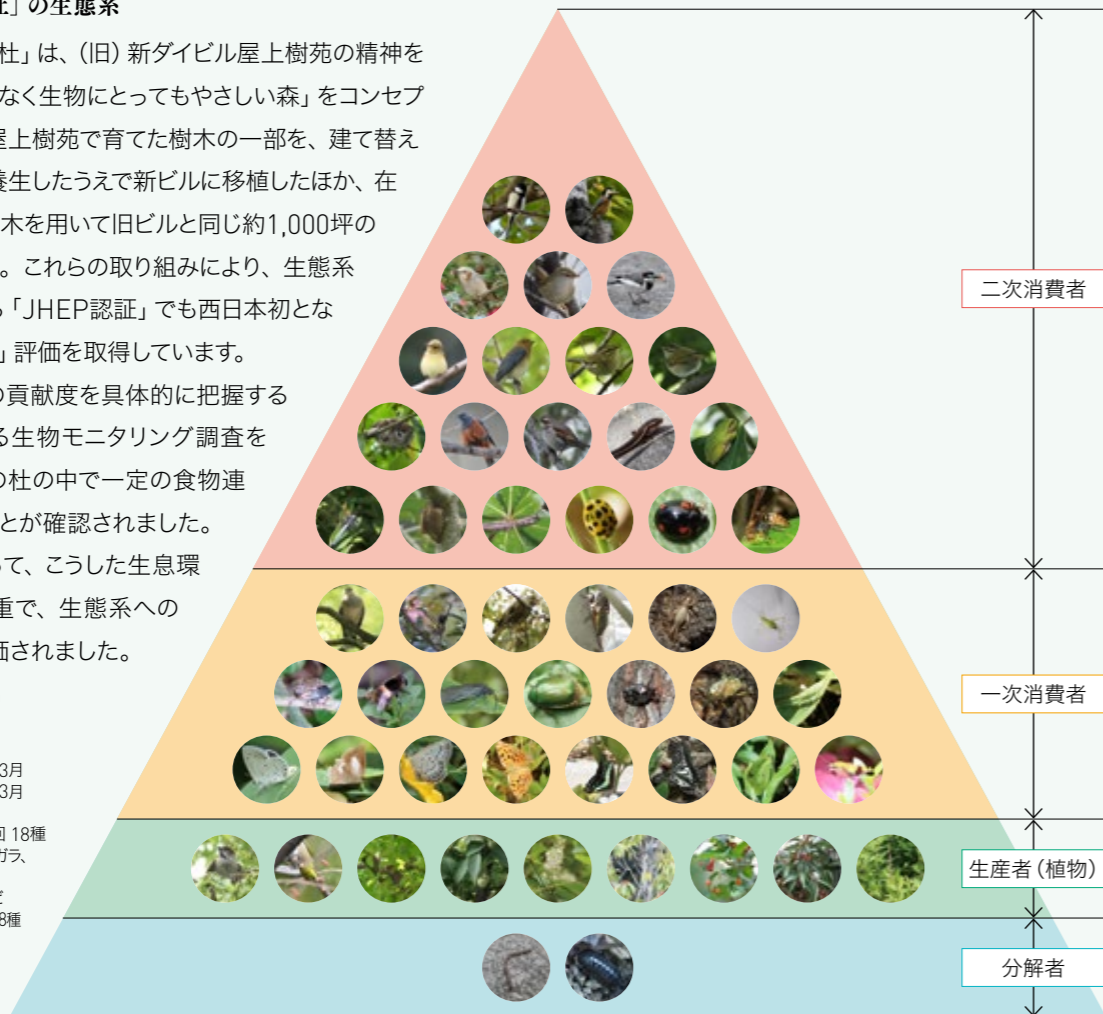 」の生態系
杜」は、(旧)新ダイビル屋上樹苑の精神を
なく生物にとってもやさしい森」をコンセプ
屋上樹苑で育てた樹木の一部を、建て替え
養生したうえで新ビルに移植したほか、在
木を用いて旧ビルと同じ約1,000坪の
。これらの取り組みにより、生態系
「JHEP認証」でも西日本初とな
」評価を取得しています。
の貢献度を具体的に把握する
る生物モニタリング調査を
の杜の中で一定の食物連
とが確認されました。
って、こうした生息環
重で、生態系への
価されました。
3月
3月
回 18種
ガラ、
ど
8種
二次消費者
一次消費者
生産者(植物)
分解者